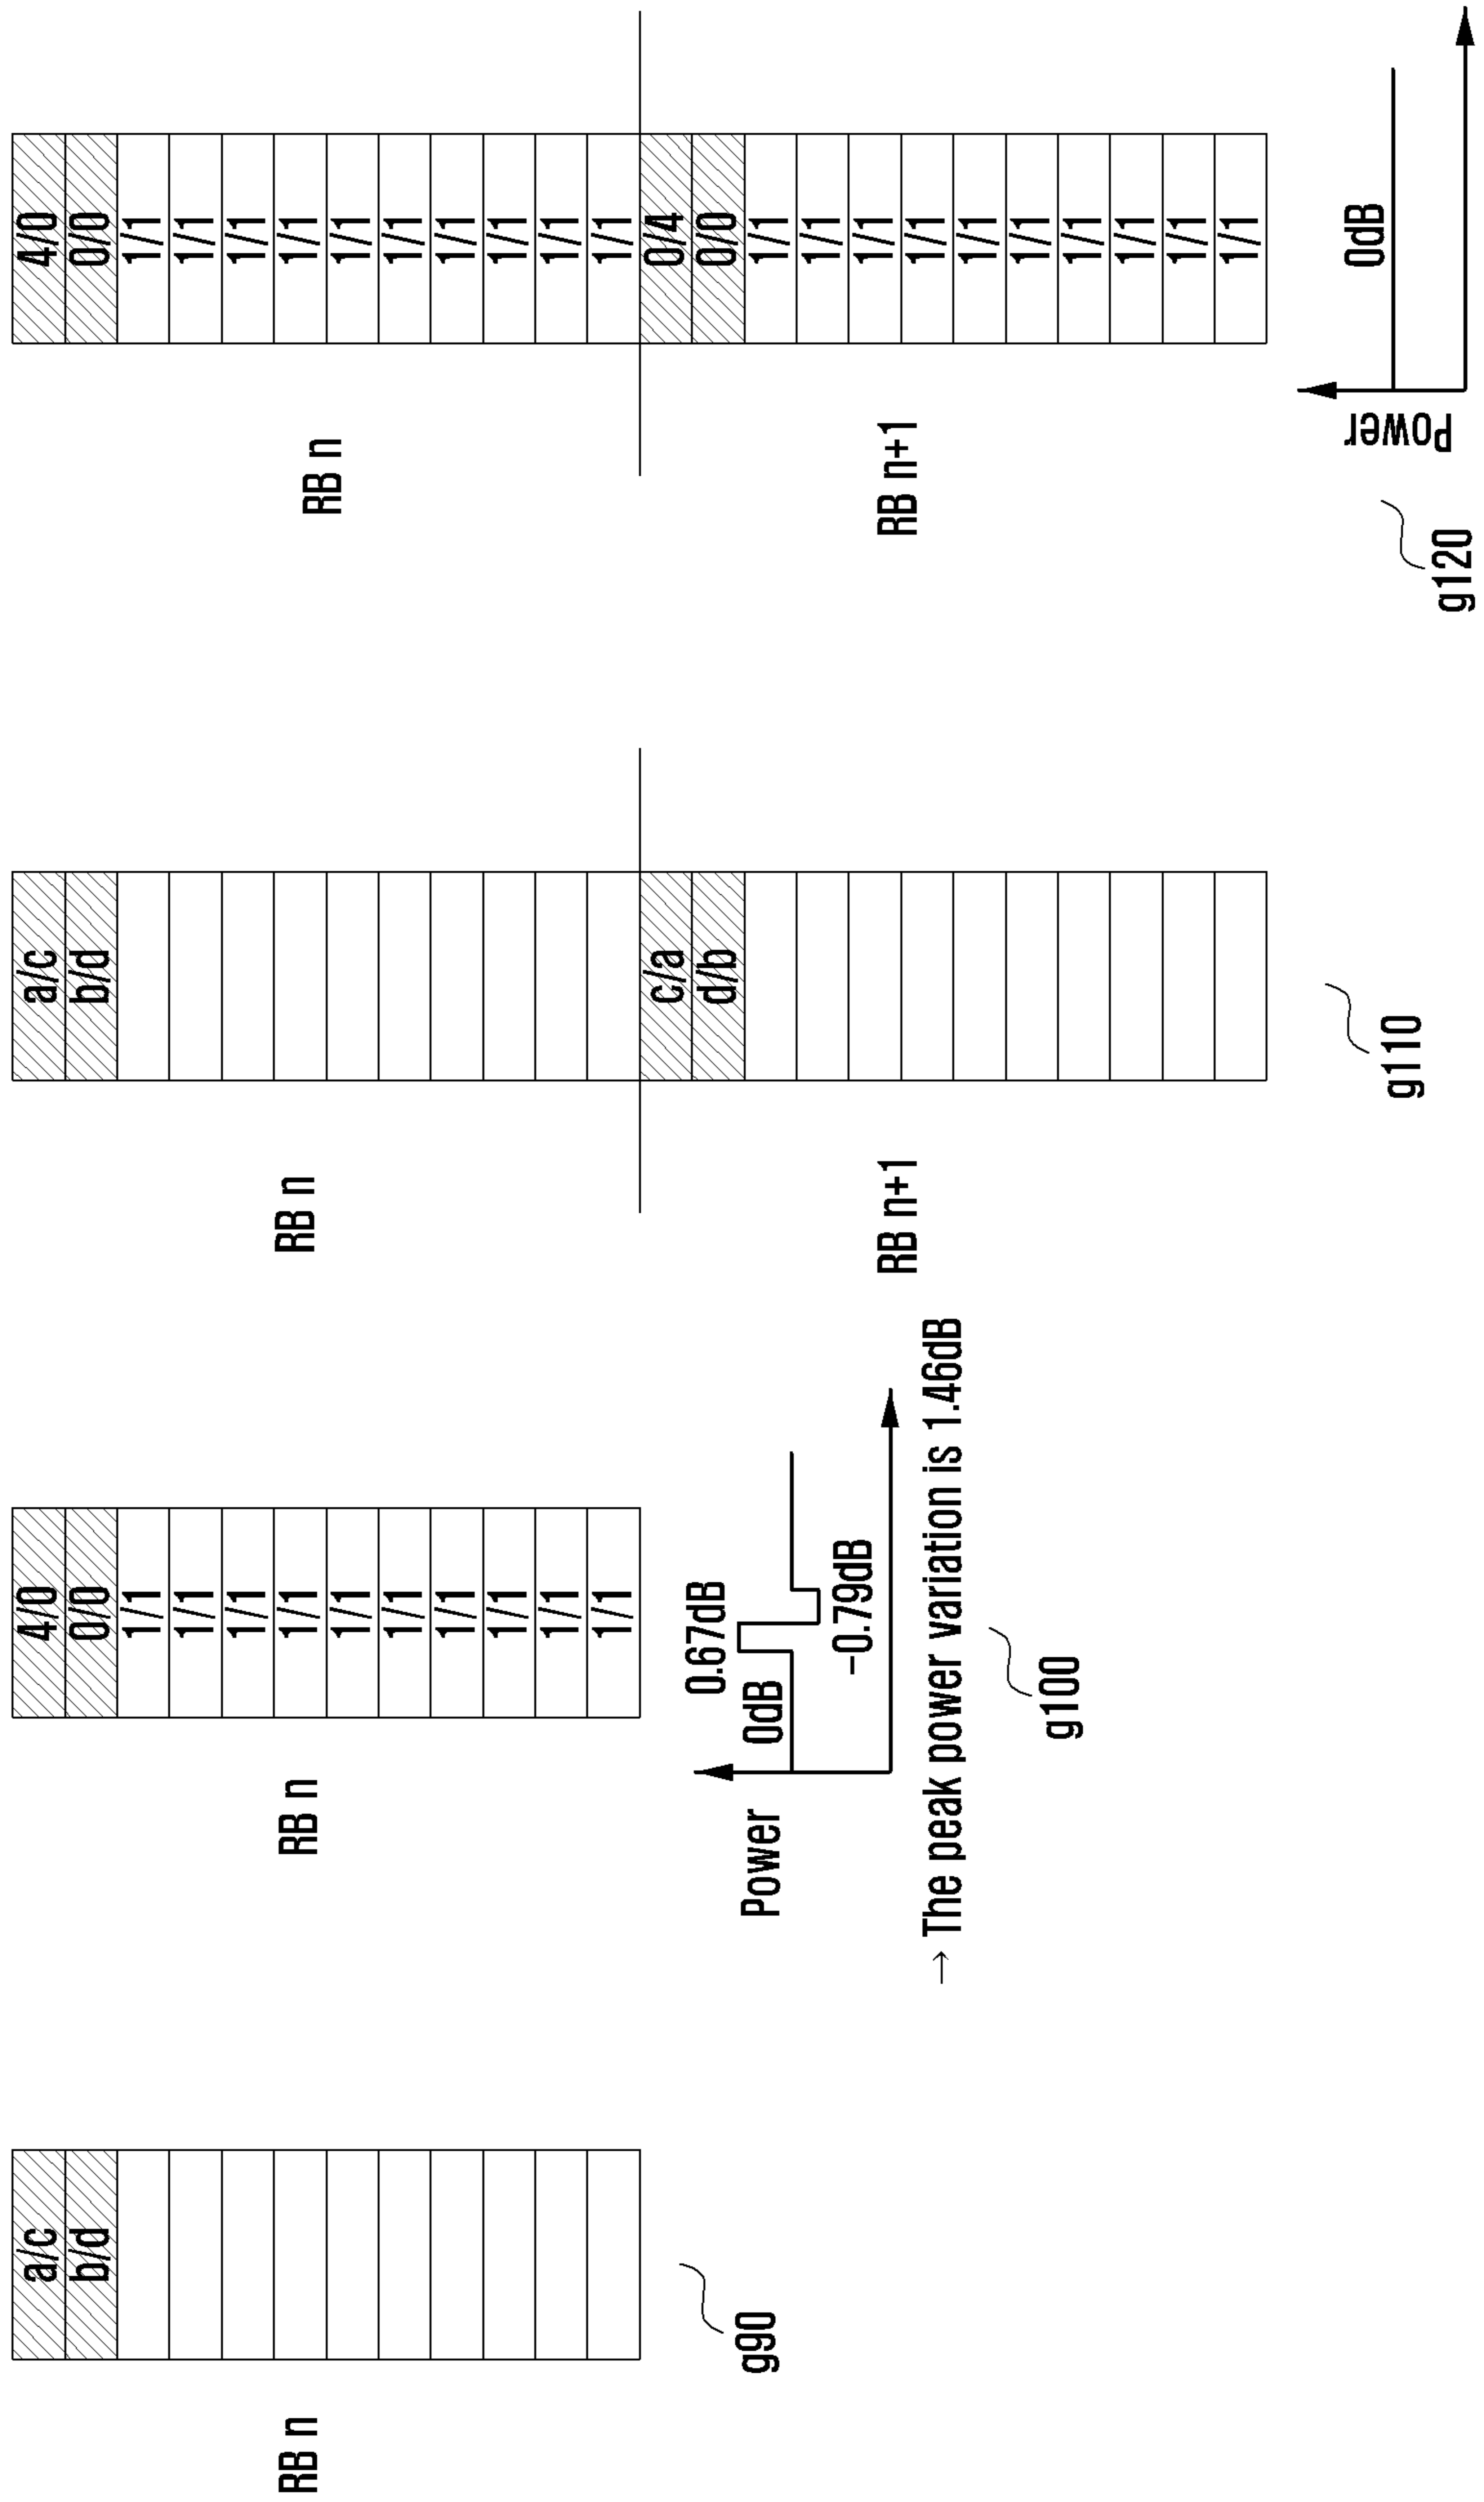 RB n
a/c
b/d
g90
RB n
4/0
0/0
1/1
1/1
1/1
1/1
1/1
1/1
1/1
1/1
1/1
1/1
Power
0dB
0.67dB
-0.79dB
→ The peak power variation is 1.46dB
g100
RB n
a/c
b/d
RB n+1
c/a
d/b
g110
RB n
4/0
0/0
1/1
1/1
1/1
1/1
1/1
1/1
1/1
1/1
1/1
1/1
RB n+1
0/4
0/0
1/1
1/1
1/1
1/1
1/1
1/1
1/1
1/1
1/1
1/1
Power
0dB
g120